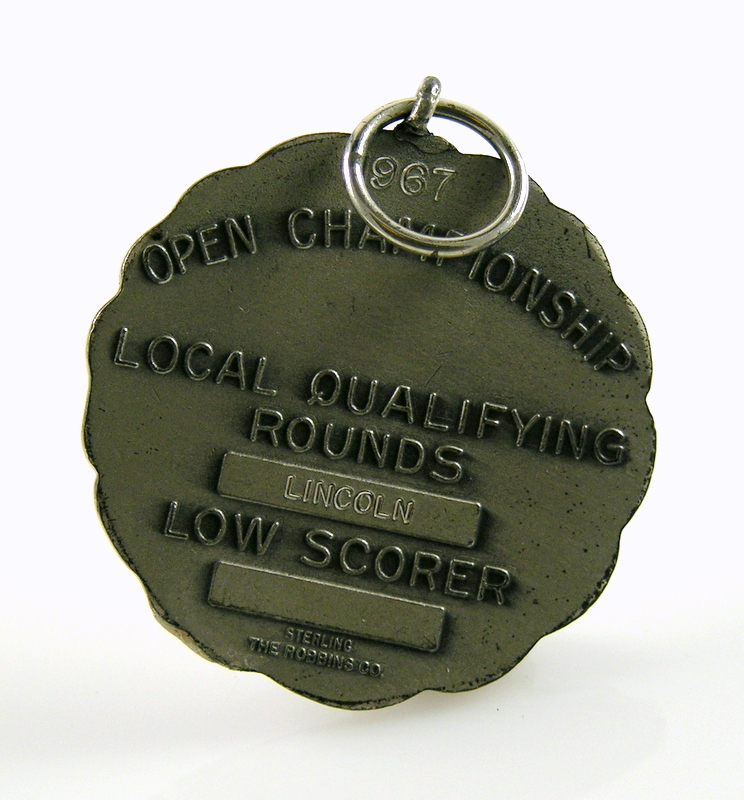 967
OPEN CHAMPIONSHIP
LOCAL QUALIFYING
ROUNDS
LINCOLN
LOW SCORER
STERLING
THE ROBBINS CO.